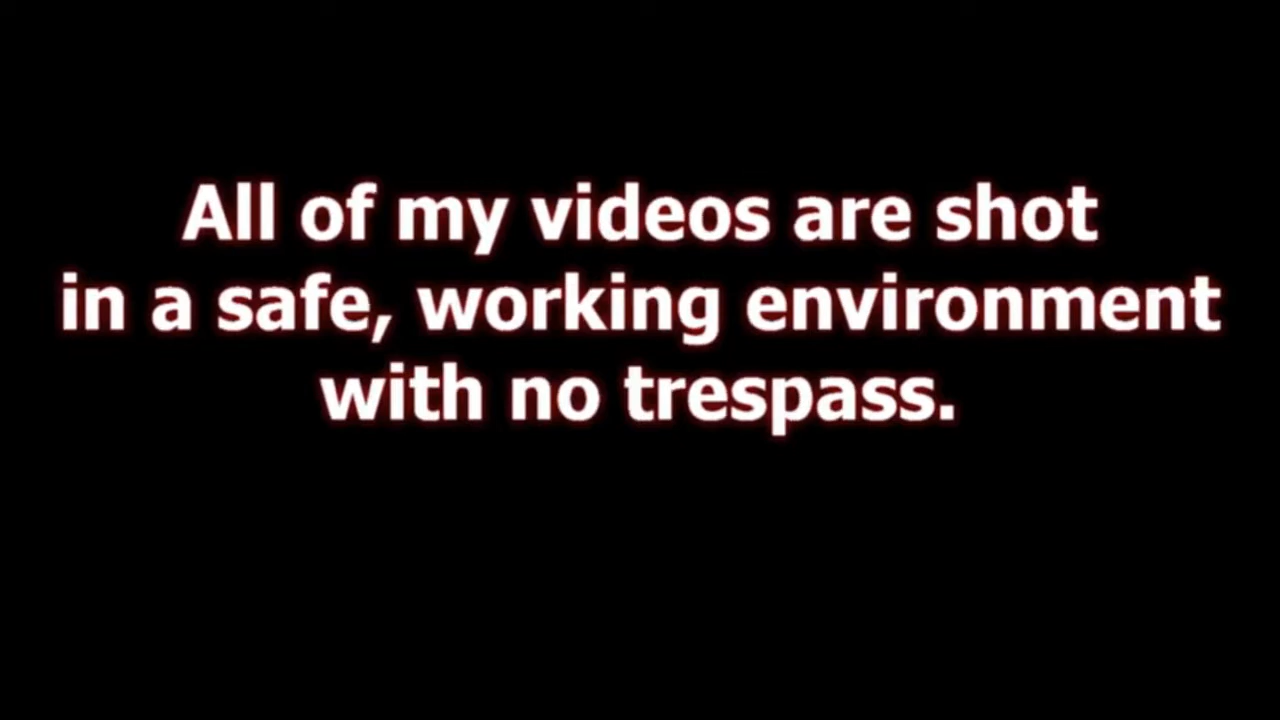 All of my videos are shot
in a safe, working environment
with no trespass.